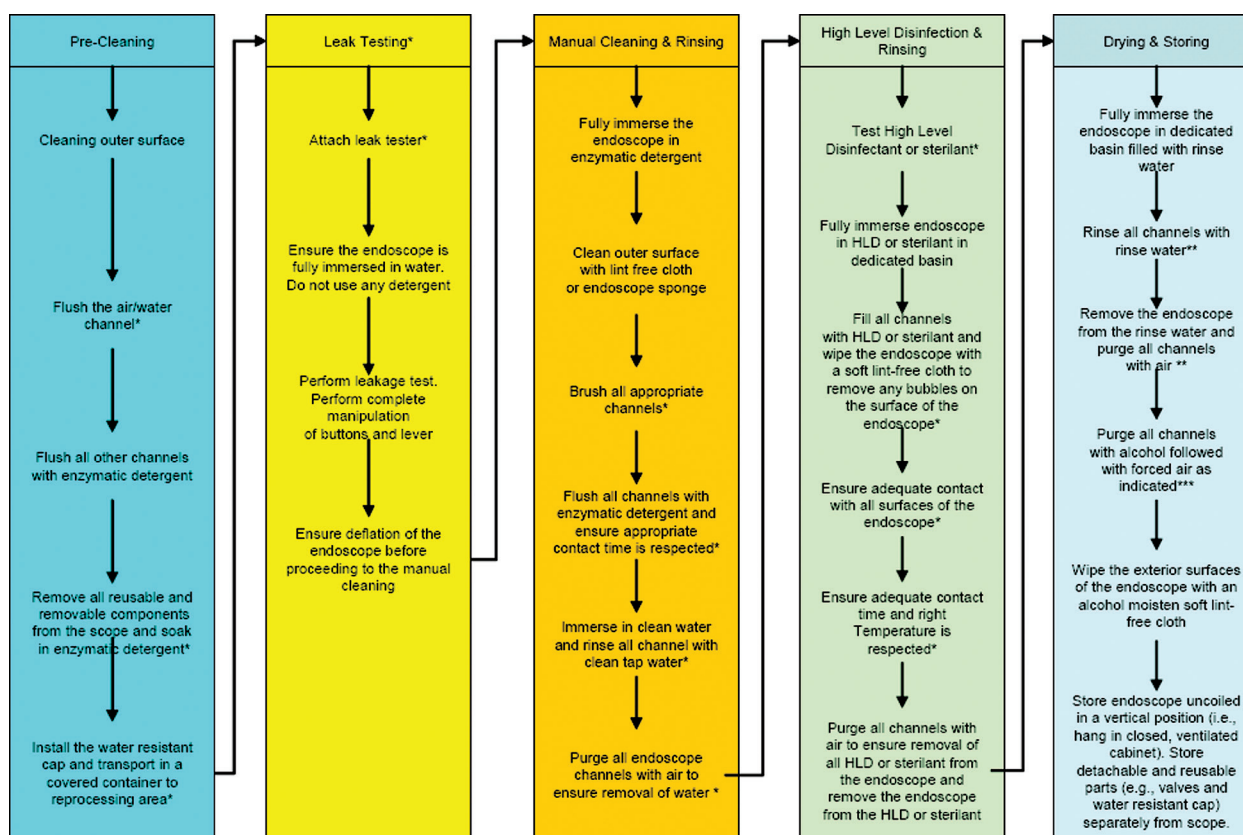 Pre-Cleaning
Cleaning outer surface
Flush the air/water
channel*
Flush all other channels
with enzymatic detergent
Remove all reusable and
removable components
from the scope and soak
in enzymatic detergent*
Install the water resistant
cap and transport in a
covered container to
reprocessing area*
Leak Testing*
Attach leak tester*
Ensure the endoscope is
fully immersed in water.
Do not use any detergent
Perform leakage test.
Perform complete
manipulation
of buttons and lever
Ensure deflation of the
endoscope before
proceeding to the manual
cleaning
Manual Cleaning & Rinsing
Fully immerse the
endoscope in
enzymatic detergent
Clean outer surface
with lint free cloth
or endoscope sponge
Brush all appropriate
channels*
Flush all channels with
enzymatic detergent and
ensure appropriate
contact time is respected*
Immerse in clean water
and rinse all channel with
clean tap water*
Purge all endoscope
channels with air to
ensure removal of water *
High Level Disinfection &
Rinsing
Test High Level
Disinfectant or sterilant*
Fully immerse endoscope
in HLD or sterilant in
dedicated basin
Fill all channels
with HLD or sterilant and
wipe the endoscope with
a soft lint-free cloth to
remove any bubbles on
the surface of the
endoscope*
Ensure adequate contact
with all surfaces of the
endoscope*
Ensure adequate contact
time and right
Temperature is
respected*
Purge all channels with
air to ensure removal of
all HLD or sterilant from
the endoscope and
remove the endoscope
from the HLD or sterilant
Drying & Storing
Fully immerse the
endoscope in dedicated
basin filled with rinse
water
Rinse all channels with
rinse water**
Remove the endoscope
from the rinse water and
purge all channels
with air **
Purge all channels
with alcohol followed
with forced air as
indicated***
Wipe the exterior surfaces
of the endoscope with an
alcohol moisten soft lint-
free cloth
Store endoscope uncoiled
in a vertical position (i.e.,
hang in closed, ventilated
cabinet). Store
detachable and reusable
parts (e.g., valves and
water resistant cap)
separately from scope.